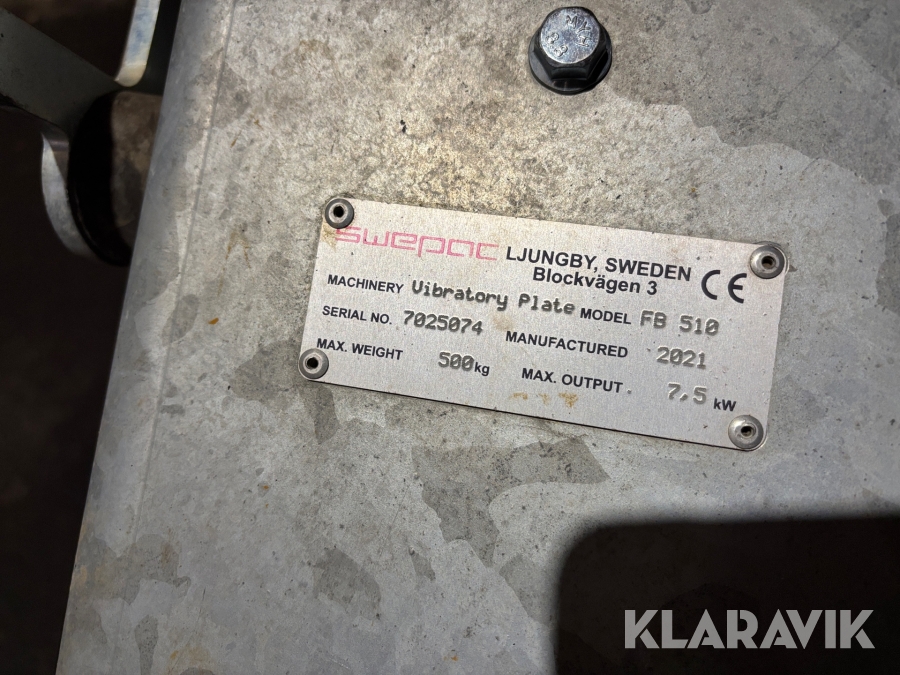 swepac LJUNGBY, SWEDEN
Blockvägen 3 CE
MACHINERY Vibratory Plate MODEL FB 510
SERIAL NO. 7025074 MANUFACTURED 2021
MAX. WEIGHT 500kg MAX. OUTPUT 7,5 kW
KLARAVIK